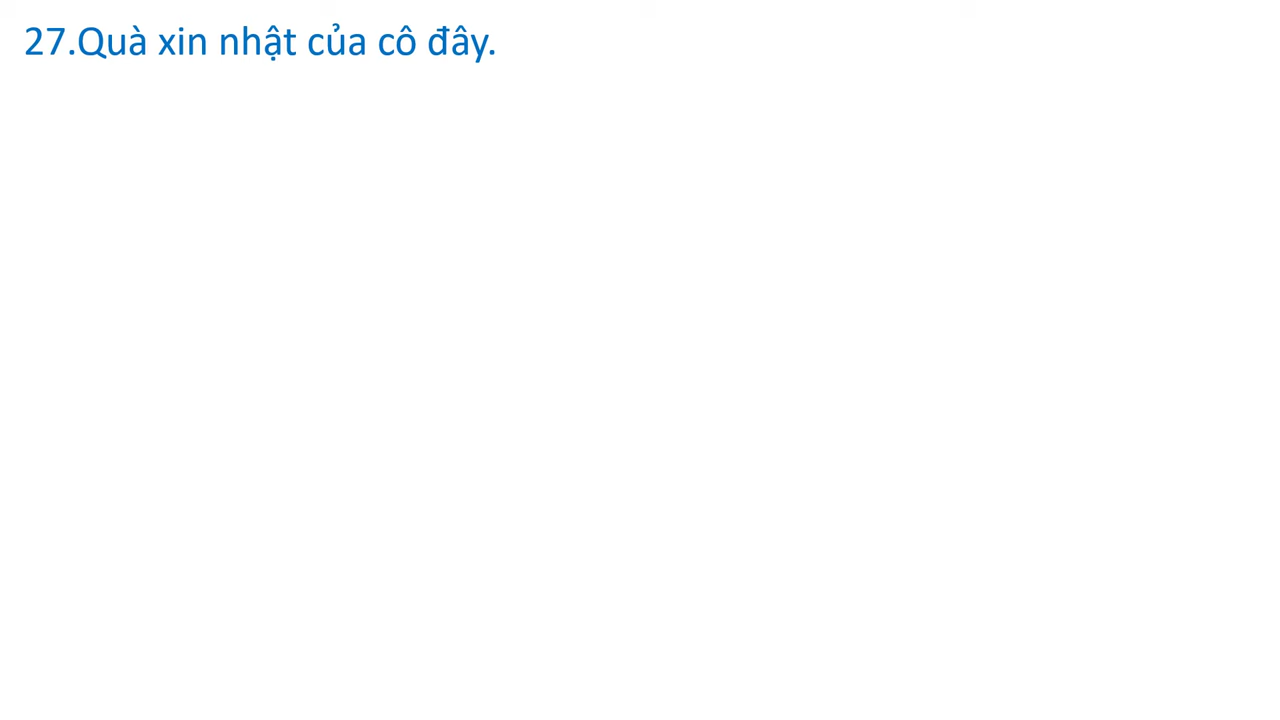 27.Quà xin nhật của cô đây.